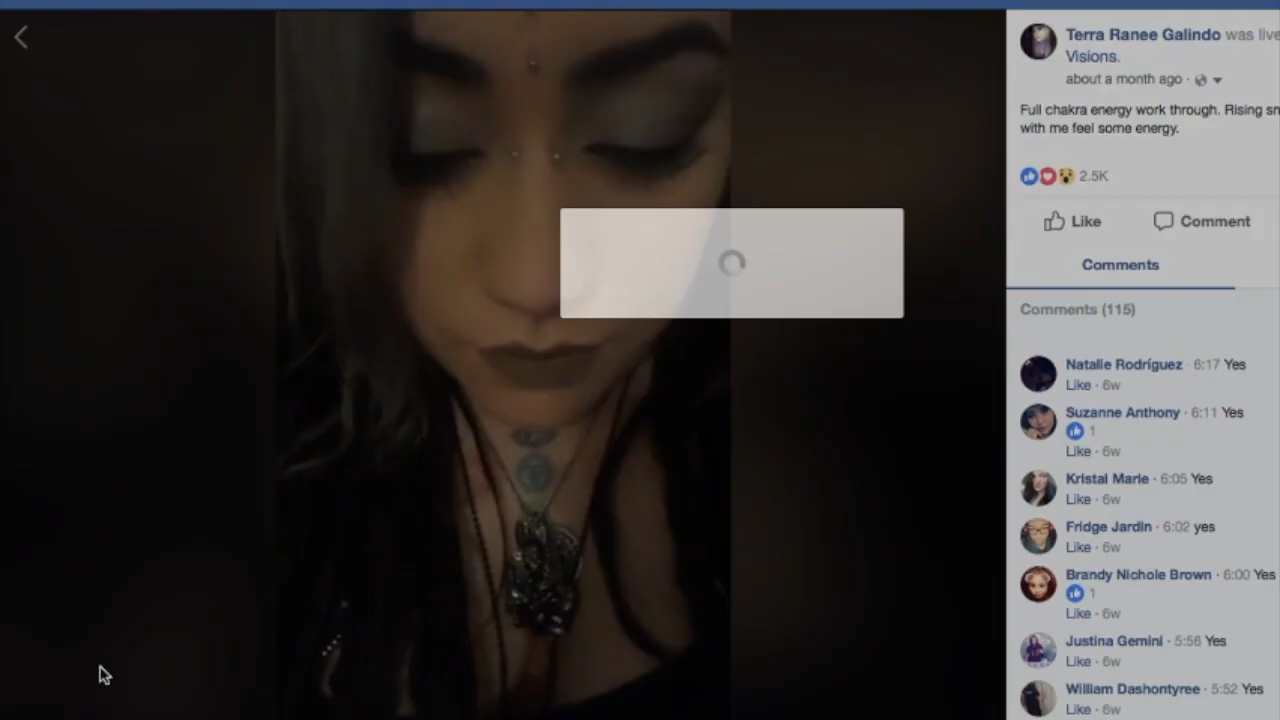 Terra Ranee Galindo was live
Visions.
about a month ago ·
Full chakra energy work through. Rising
with me feel some energy.
2.5K
Like Comment
Comments
Comments (115)
Natalie Rodríguez · 6:17 Yes
Like · 6w
Suzanne Anthony · 6:11 Yes
1
Like · 6w
Kristal Marie · 6:05 Yes
Like · 6w
Fridge Jardin · 6:02 yes
Like · 6w
Brandy Nichole Brown · 6:00 Yes
1
Like · 6w
Justina Gemini · 5:56 Yes
Like · 6w
William Dashontyree · 5:52 Yes
Like · 6w